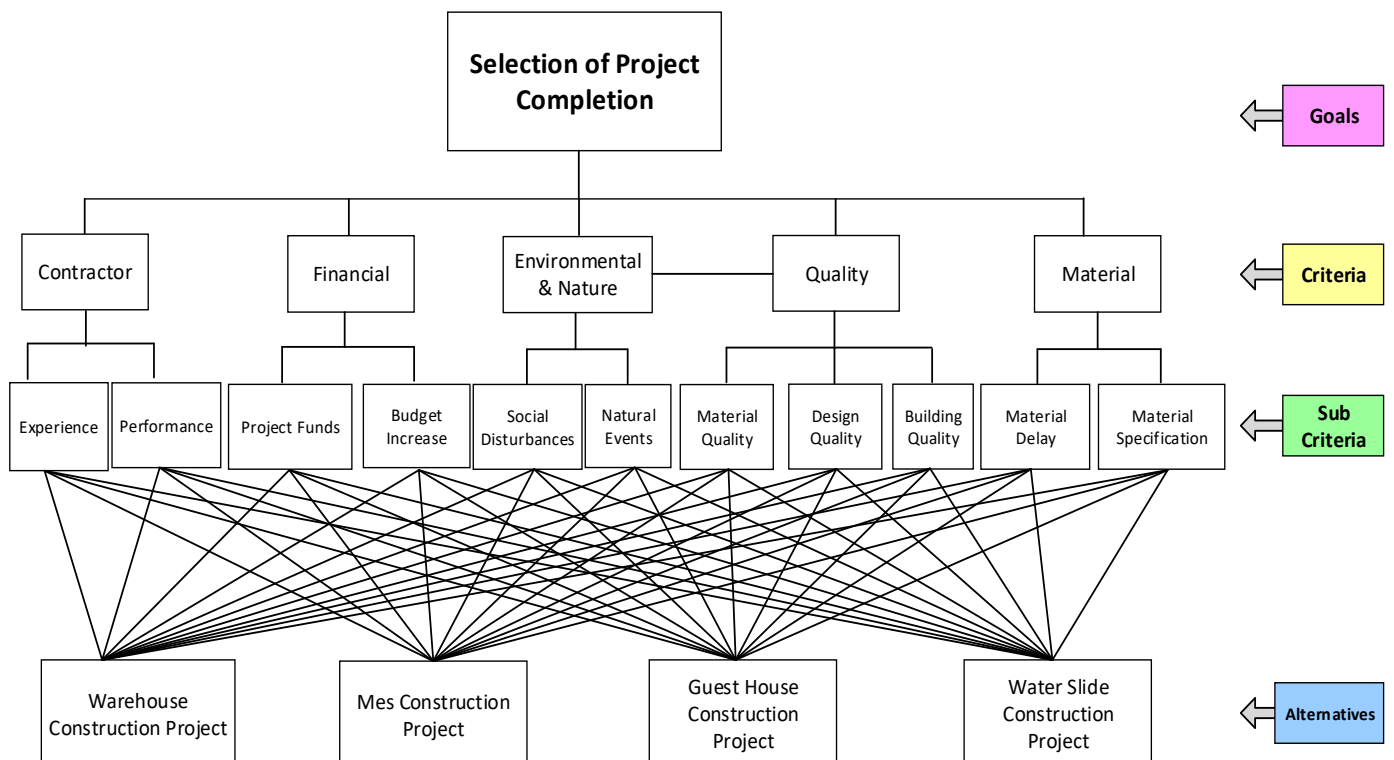 Selection of Project
Completion
Goals
Contractor
Financial
Environmental
& Nature
Quality
Material
Criteria
Experience
Performance
Project Funds
Budget
Increase
Social
Disturbances
Natural
Events
Material
Quality
Design
Quality
Building
Quality
Material
Delay
Material
Specification
Sub
Criteria
Warehouse
Construction Project
Mes Construction
Project
Guest House
Construction
Project
Water Slide
Construction
Project
Alternatives